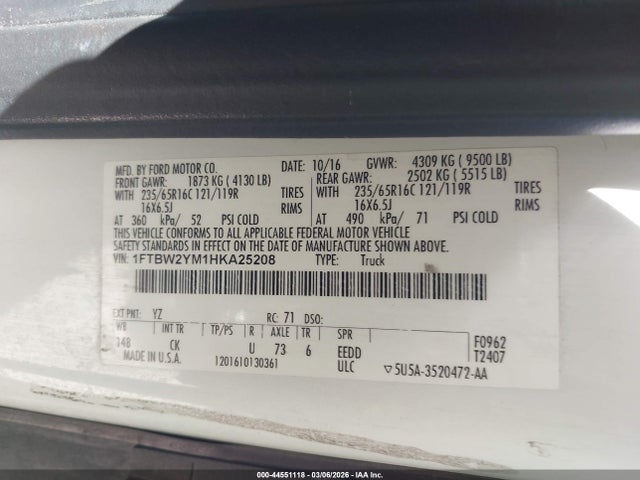 MFD. BY FORD MOTOR CO. DATE: 10/16 GVWR: 4309 KG ( 9500 LB)
FRONT GAWR: 1873 KG ( 4130 LB) REAR GAWR: 2502 KG ( 5515 LB)
WITH 235/65R16C 121/119R TIRES WITH 235/65R16C 121/119R TIRES
16X6.5J RIMS 16X6.5J RIMS
AT 360 kPa/ 52 PSI COLD AT 490 kPa/ 71 PSI COLD
THIS VEHICLE CONFORMS TO ALL APPLICABLE FEDERAL MOTOR VEHICLE
SAFETY STANDARDS IN EFFECT ON THE DATE OF MANUFACTURE SHOWN ABOVE.
VIN: 1FTBW2YM1HKA25208 TYPE: Truck
EXT PNT: YZ RC: 71 DSO:
WB INT TR TP/PS R AXLE TR SPR F0962
148 CK U 73 6 EEDD T2407
MADE IN U.S.A. 1201610130361 ULC ▽5U5A-3520472-AA
000-44551118 - 03/06/2026 - IAA Inc.